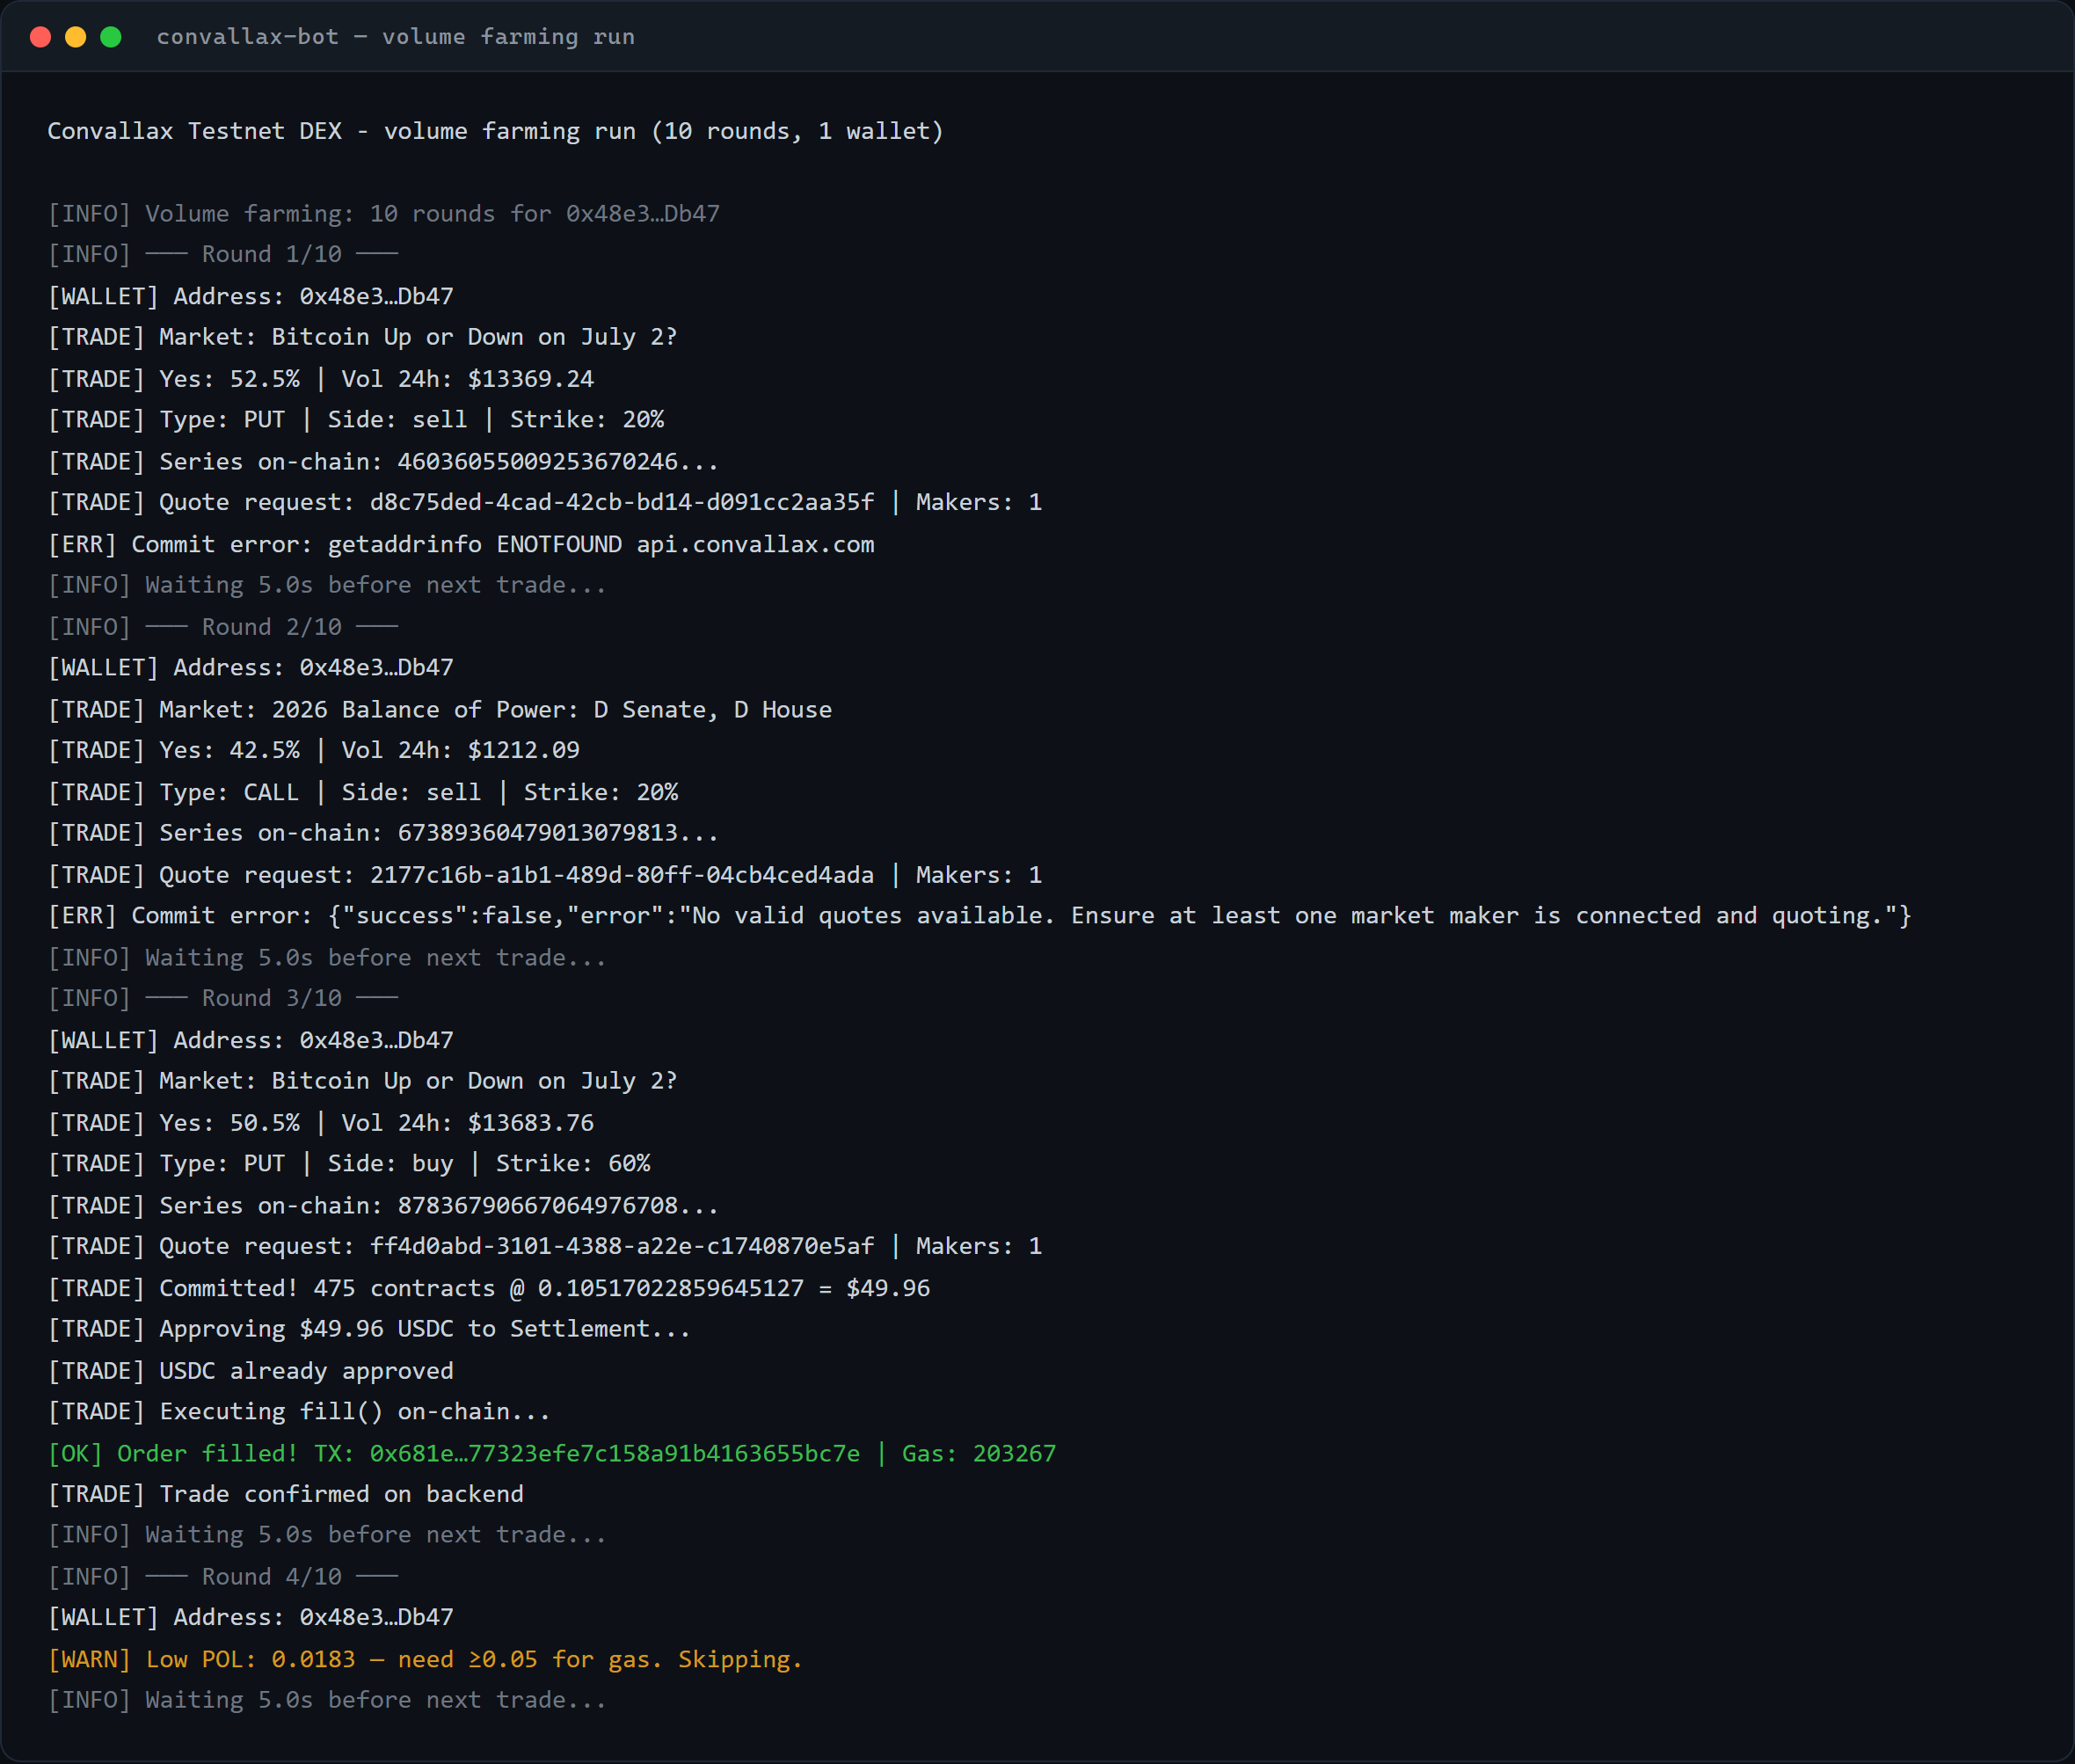 convallax-bot — volume farming run
Convallax Testnet DEX - volume farming run (10 rounds, 1 wallet)
[INFO] Volume farming: 10 rounds for 0x48e3…Db47
[INFO] ─── Round 1/10 ───
[WALLET] Address: 0x48e3…Db47
[TRADE] Market: Bitcoin Up or Down on July 2?
[TRADE] Yes: 52.5% | Vol 24h: $13369.24
[TRADE] Type: PUT | Side: sell | Strike: 20%
[TRADE] Series on-chain: 46036055009253670246...
[TRADE] Quote request: d8c75ded-4cad-42cb-bd14-d091cc2aa35f | Makers: 1
[ERR] Commit error: getaddrinfo ENOTFOUND api.convallax.com
[INFO] Waiting 5.0s before next trade...
[INFO] ─── Round 2/10 ───
[WALLET] Address: 0x48e3…Db47
[TRADE] Market: 2026 Balance of Power: D Senate, D House
[TRADE] Yes: 42.5% | Vol 24h: $1212.09
[TRADE] Type: CALL | Side: sell | Strike: 20%
[TRADE] Series on-chain: 67389360479013079813...
[TRADE] Quote request: 2177c16b-a1b1-489d-80ff-04cb4ced4ada | Makers: 1
[ERR] Commit error: {"success":false,"error":"No valid quotes available. Ensure at least one market maker is connected and quoting."}
[INFO] Waiting 5.0s before next trade...
[INFO] ─── Round 3/10 ───
[WALLET] Address: 0x48e3…Db47
[TRADE] Market: Bitcoin Up or Down on July 2?
[TRADE] Yes: 50.5% | Vol 24h: $13683.76
[TRADE] Type: PUT | Side: buy | Strike: 60%
[TRADE] Series on-chain: 87836790667064976708...
[TRADE] Quote request: ff4d0abd-3101-4388-a22e-c1740870e5af | Makers: 1
[TRADE] Committed! 475 contracts @ 0.10517022859645127 = $49.96
[TRADE] Approving $49.96 USDC to Settlement...
[TRADE] USDC already approved
[TRADE] Executing fill() on-chain...
[OK] Order filled! TX: 0x681e…77323efe7c158a91b4163655bc7e | Gas: 203267
[TRADE] Trade confirmed on backend
[INFO] Waiting 5.0s before next trade...
[INFO] ─── Round 4/10 ───
[WALLET] Address: 0x48e3…Db47
[WARN] Low POL: 0.0183 — need ≥0.05 for gas. Skipping.
[INFO] Waiting 5.0s before next trade...